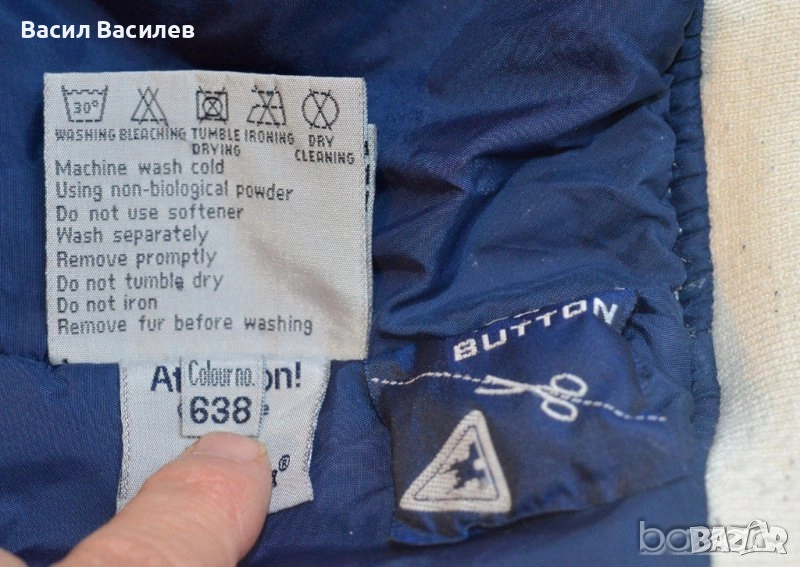 Васил Василев
30°
WASHING BLEACHING TUMBLE DRYING IRONING DRY CLEANING
Machine wash cold
Using non-biological powder
Do not use softener
Wash separately
Remove promptly
Do not tumble dry
Do not iron
Remove fur before washing
Colour no.
638
BUTTON
bazar